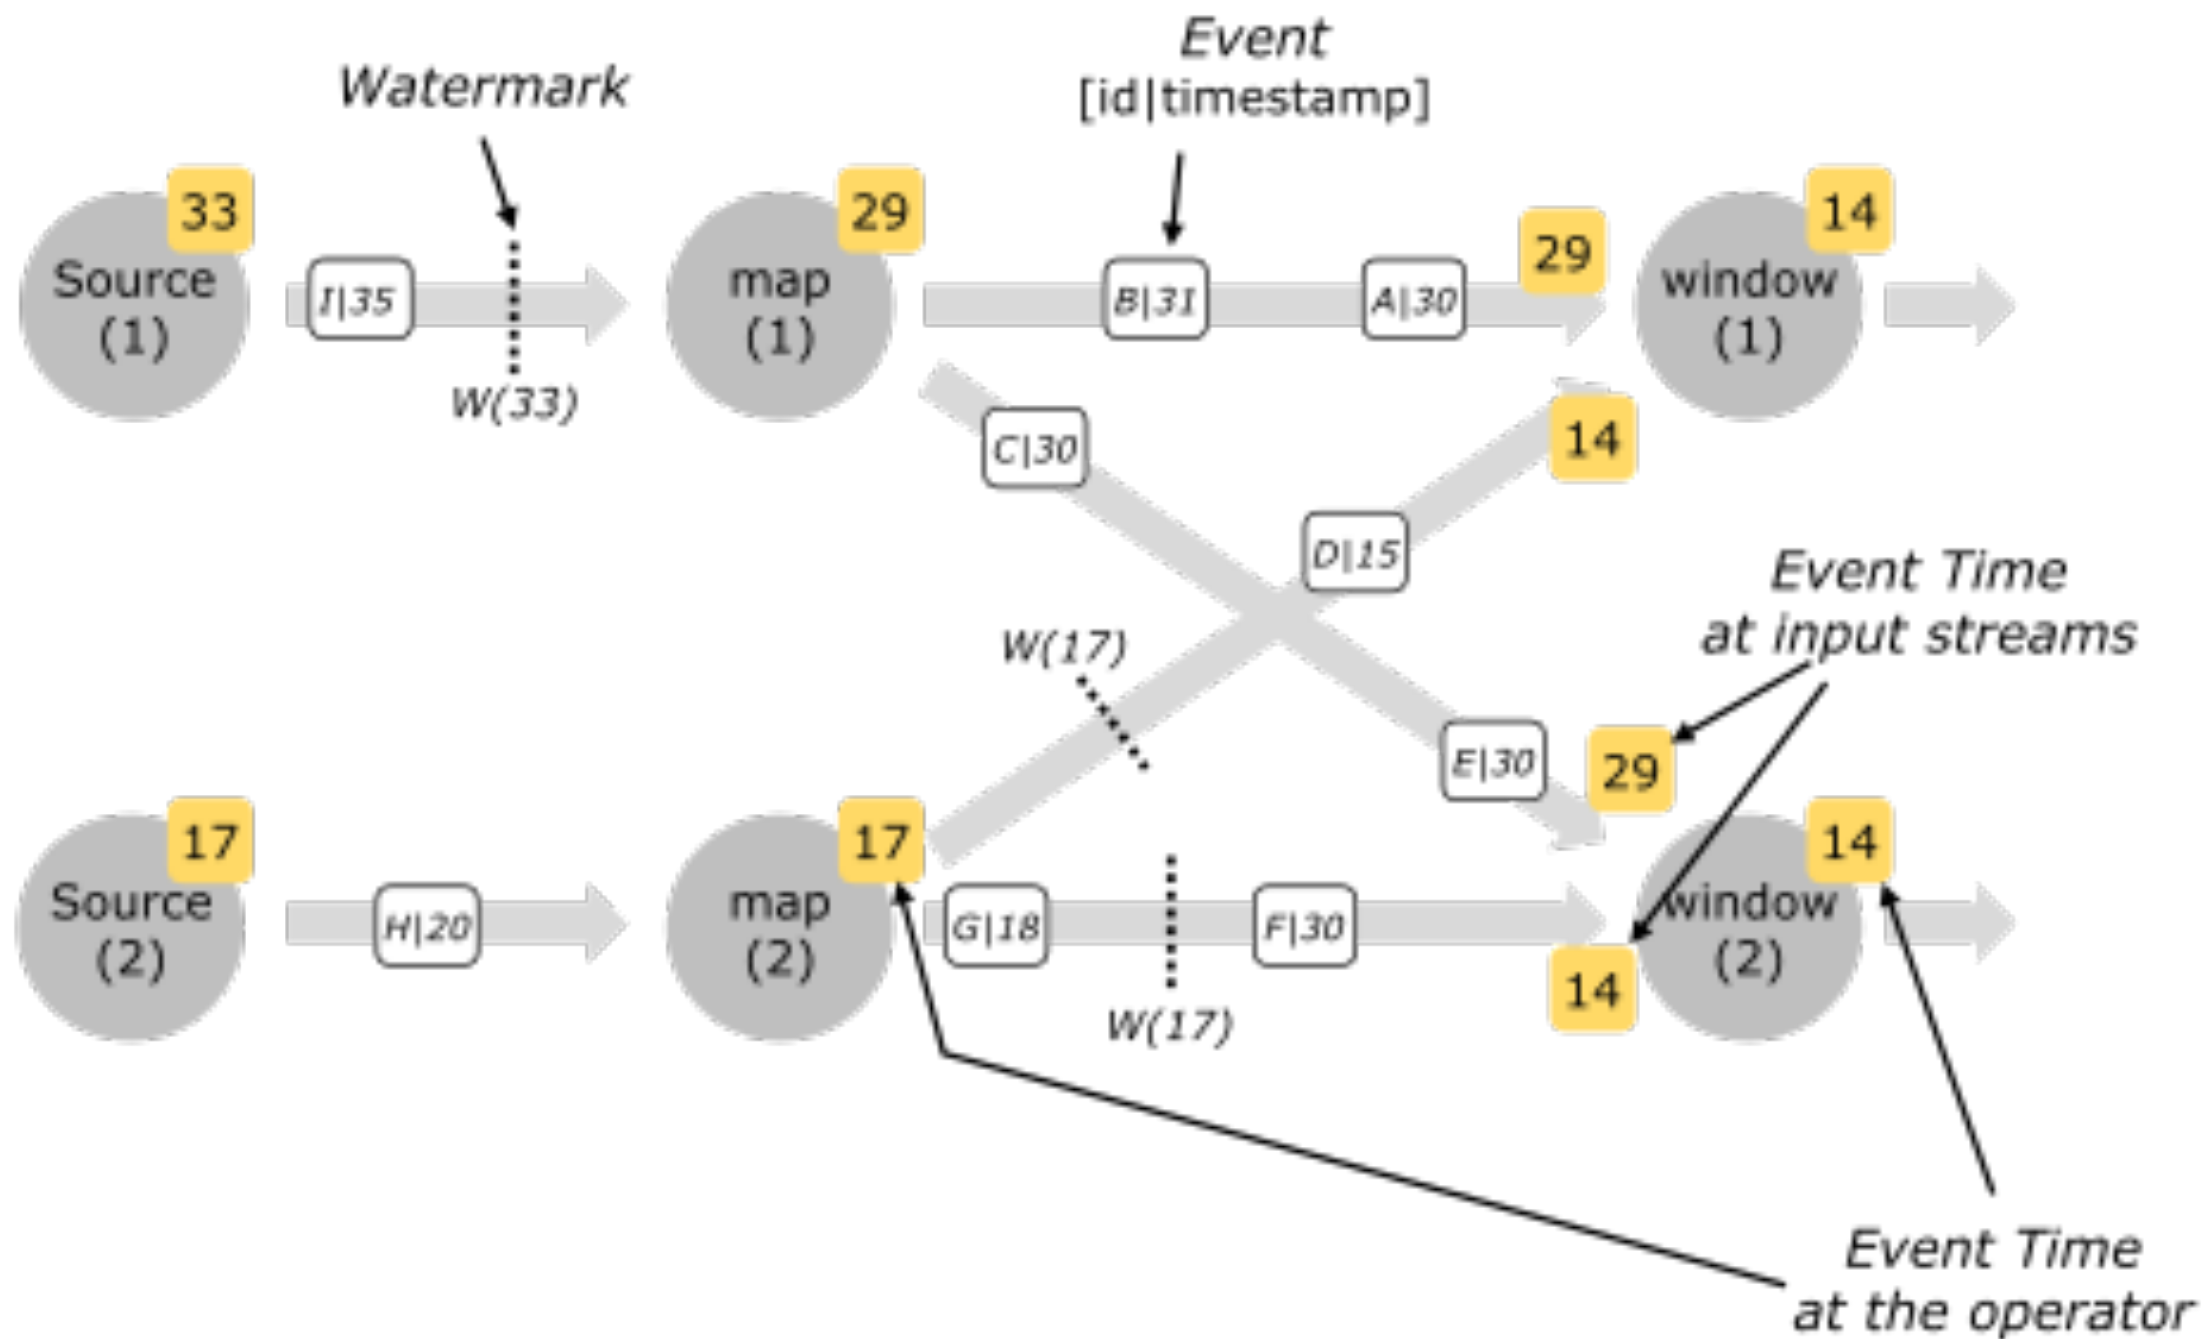 Event
[id|timestamp]
Watermark
33
29
14
Source
(1)
I|35
W(33)
map
(1)
B|31
A|30
29
window
(1)
C|30
14
D|15
Event Time
at input streams
W(17)
E|30
29
17
17
14
Source
(2)
H|20
map
(2)
G|18
F|30
window
(2)
14
W(17)
Event Time
at the operator